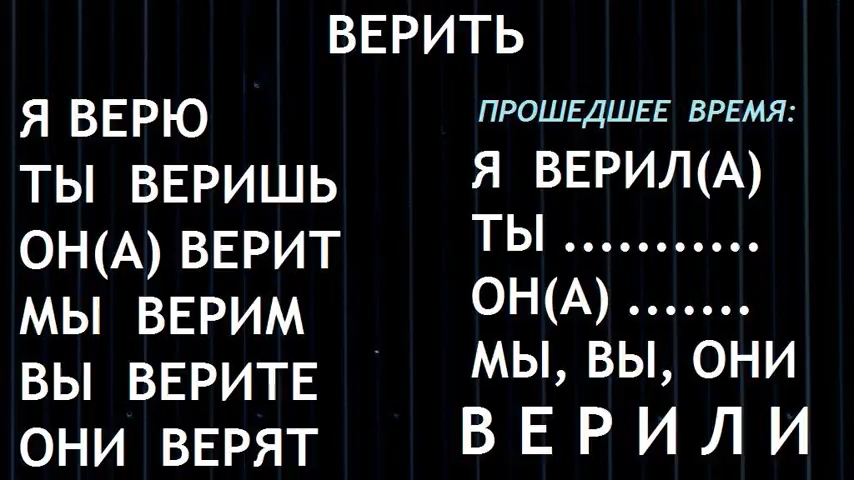 ВЕРИТЬ
Я ВЕРЮ
ТЫ ВЕРИШЬ
ОН(А) ВЕРИТ
МЫ ВЕРИМ
ВЫ ВЕРИТЕ
ОНИ ВЕРЯТ
ПРОШЕДШЕЕ ВРЕМЯ:
Я ВЕРИЛ(А)
ТЫ ...........
ОН(А) .......
МЫ, ВЫ, ОНИ
В Е Р И Л И